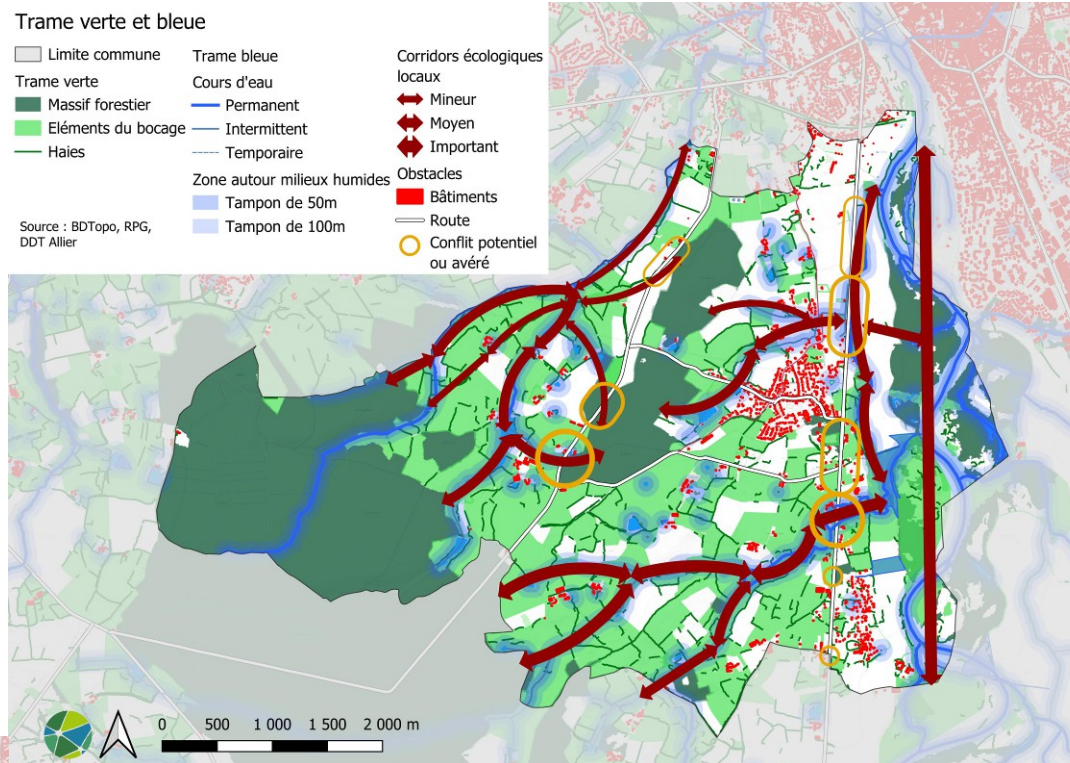 Trame verte et bleue
Limite commune
Trame verte
Massif forestier
Eléments du bocage
Haies
Source : BDTopo, RPG,
DDT Allier
Trame bleue
Cours d'eau
Permanent
Intermittent
Temporaire
Zone autour milieux humides
Tampon de 50m
Tampon de 100m
Corridors écologiques
locaux
Mineur
Moyen
Important
Obstacles
Bâtiments
Route
Conflit potentiel
ou avéré
0 500 1 000 1 500 2 000 m